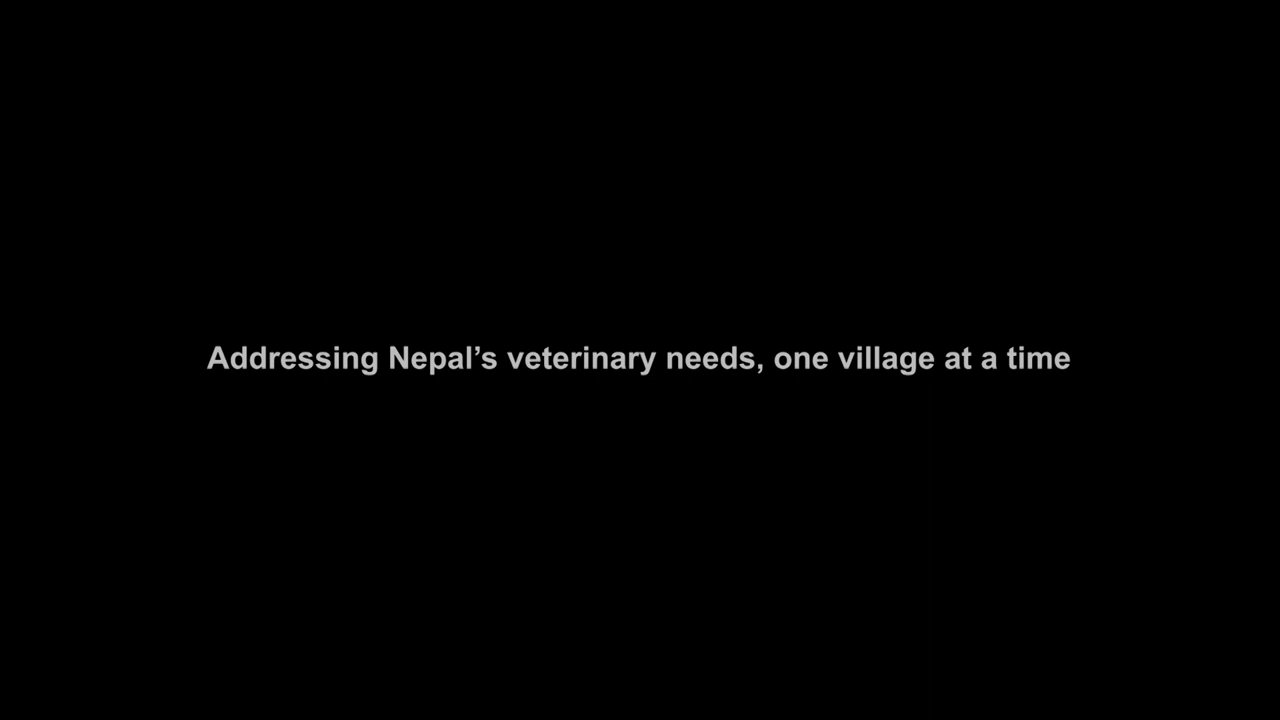 Addressing Nepal’s veterinary needs, one village at a time